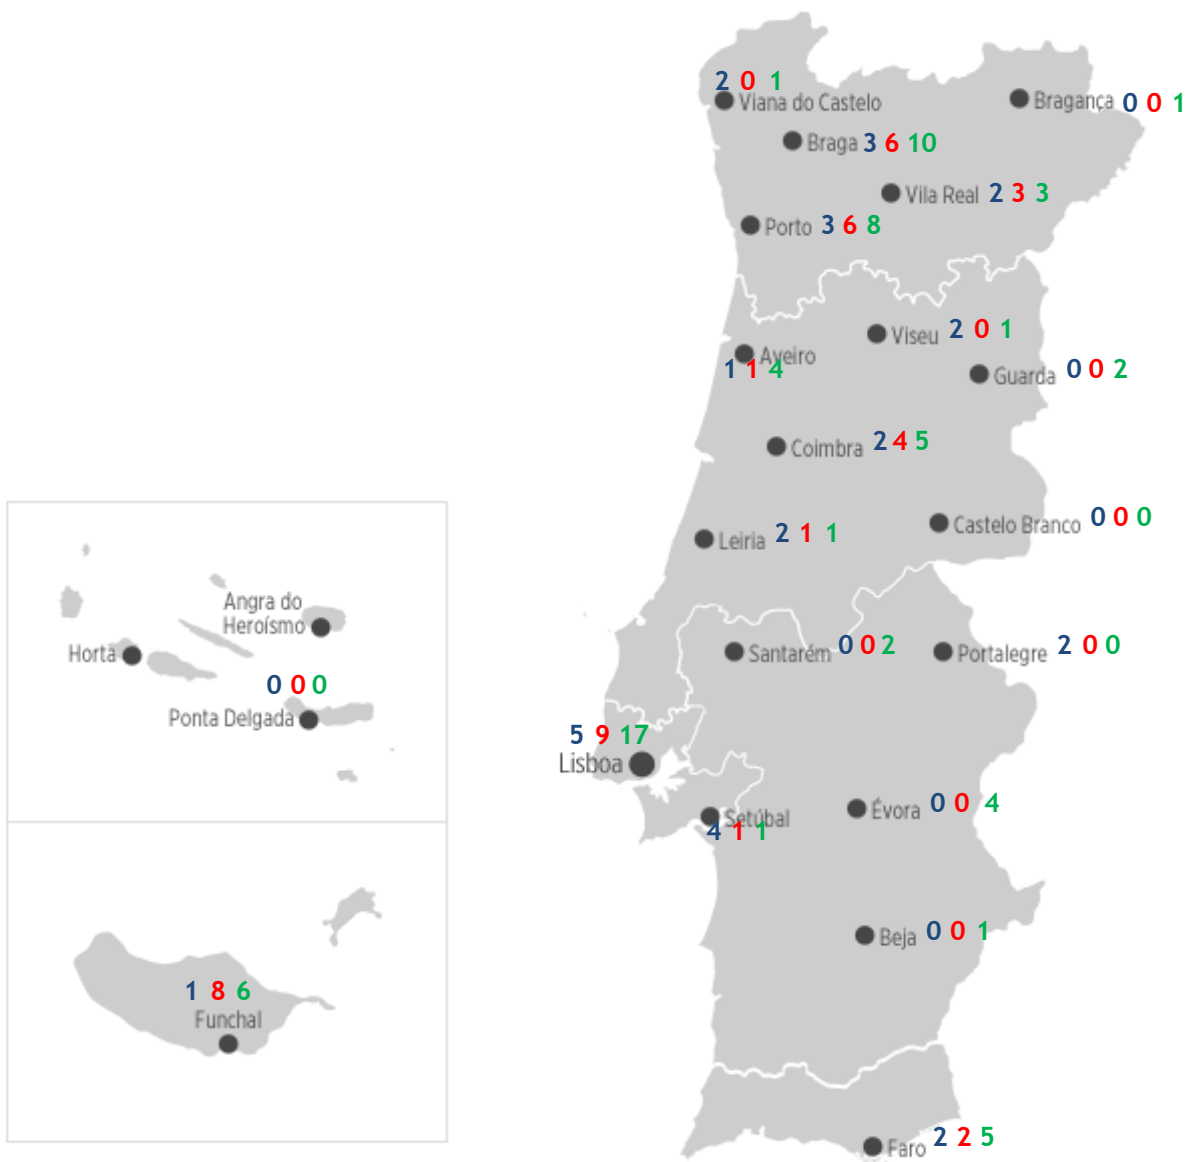 2 0 1
Viana do Castelo
Bragança 0 0 1
Braga 3 6 10
Vila Real 2 3 3
Porto 3 6 8
Viseu 2 0 1
Aveiro
1 1 4
Guarda 0 0 2
Coimbra 2 4 5
Castelo Branco 0 0 0
Leiria 2 1 1
Angra do
Heroísmo
Horta
0 0 0
Ponta Delgada
Santarém 0 0 2
Portalegre 2 0 0
5 9 17
Lisboa
Setúbal
4 1 1
Évora 0 0 4
Beja 0 0 1
1 8 6
Funchal
Faro 2 2 5